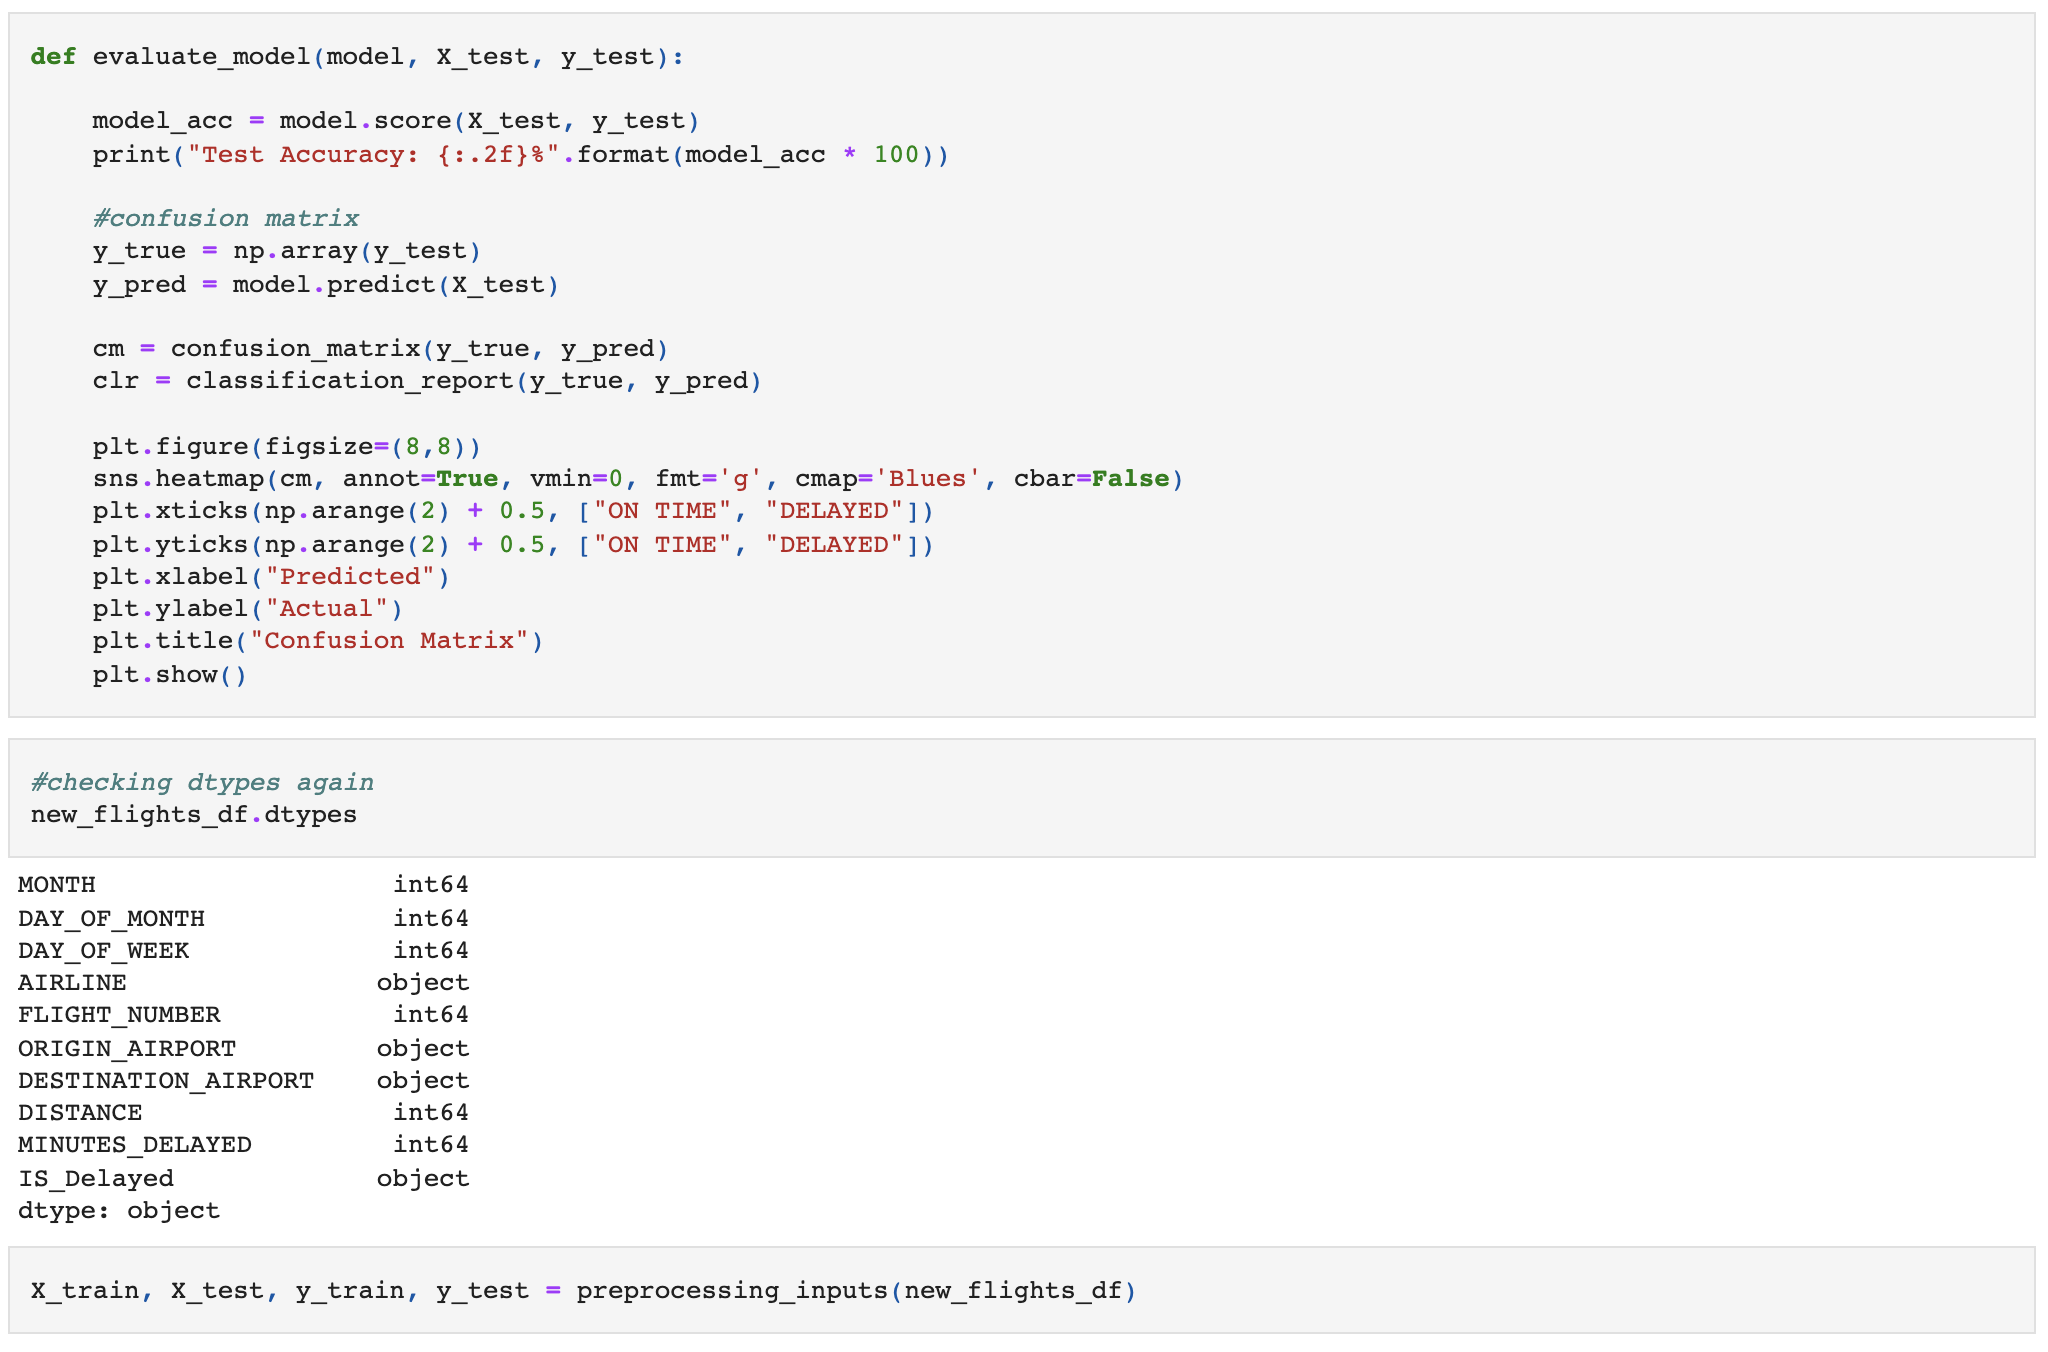 def evaluate_model(model, X_test, y_test):
model_acc = model.score(X_test, y_test)
print("Test Accuracy: {:.2f}%".format(model_acc * 100))
#confusion matrix
y_true = np.array(y_test)
y_pred = model.predict(X_test)
cm = confusion_matrix(y_true, y_pred)
clr = classification_report(y_true, y_pred)
plt.figure(figsize=(8,8))
sns.heatmap(cm, annot=True, vmin=0, fmt='g', cmap='Blues', cbar=False)
plt.xticks(np.arange(2) + 0.5, ["ON TIME", "DELAYED"])
plt.yticks(np.arange(2) + 0.5, ["ON TIME", "DELAYED"])
plt.xlabel("Predicted")
plt.ylabel("Actual")
plt.title("Confusion Matrix")
plt.show()
#checking dtypes again
new_flights_df.dtypes
MONTH int64
DAY_OF_MONTH int64
DAY_OF_WEEK int64
AIRLINE object
FLIGHT_NUMBER int64
ORIGIN_AIRPORT object
DESTINATION_AIRPORT object
DISTANCE int64
MINUTES_DELAYED int64
IS_Delayed object
dtype: object
X_train, X_test, y_train, y_test = preprocessing_inputs(new_flights_df)